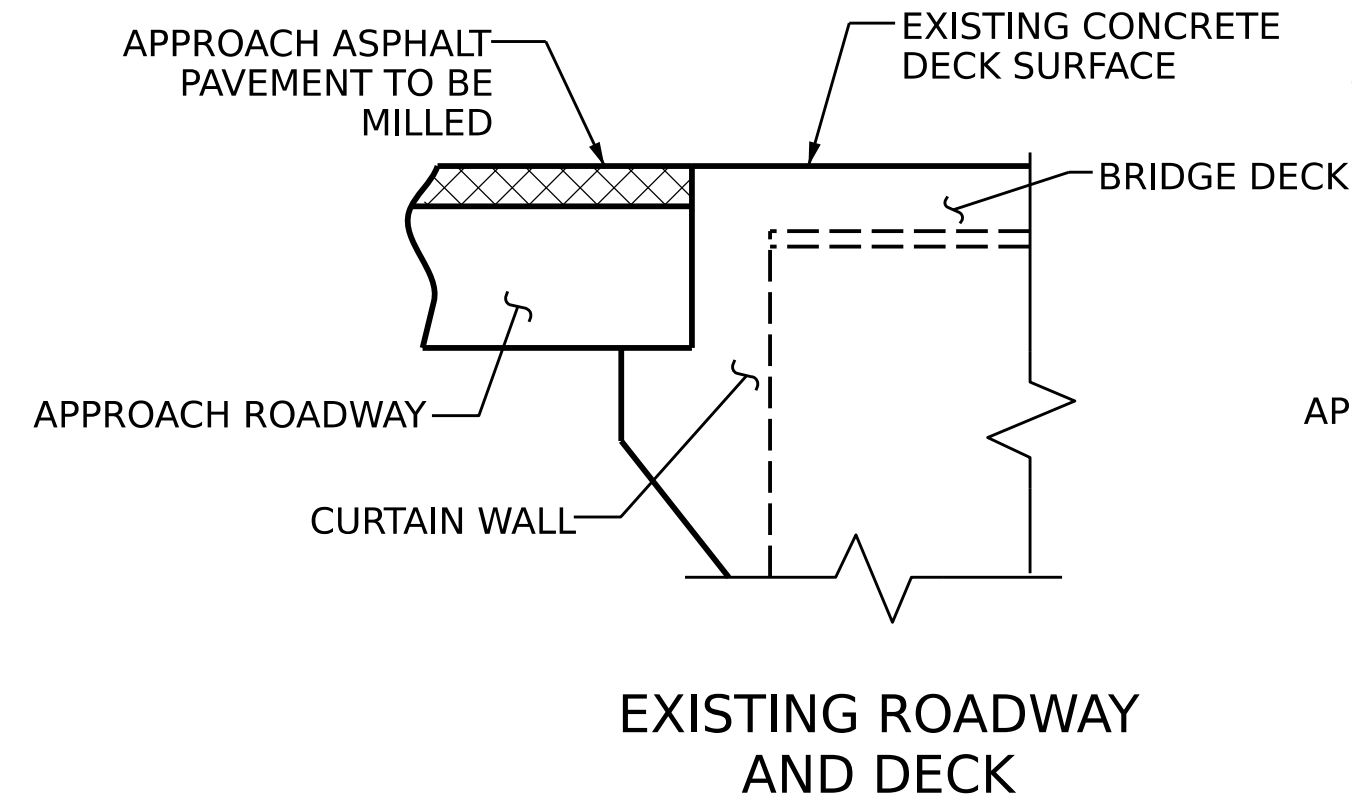 APPROACH ASPHALT
PAVEMENT TO BE
MILLED
EXISTING CONCRETE
DECK SURFACE
BRIDGE DECK
APPROACH ROADWAY
AP
CURTAIN WALL
EXISTING ROADWAY
AND DECK